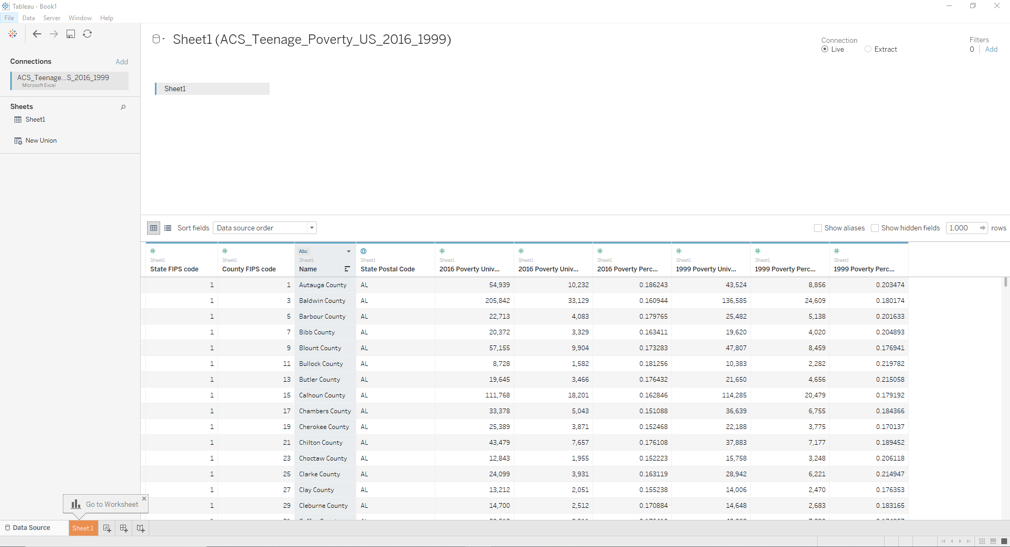 Tableau - Book1
File Data Server Window Help
Connections Add
ACS_Teenage...S_2016_1999
Microsoft Excel
Sheets
Sheet1
New Union
Sheet1 (ACS_Teenage_Poverty_US_2016_1999)
Connection
Live Extract
Filters
0 Add
Sheet1
Sort fields Data source order Show aliases Show hidden fields 1,000 rows
Abc
Sheet1 Sheet1 Sheet1 Sheet1 Sheet1 Sheet1 Sheet1 Sheet1 Sheet1 Sheet1
State FIPS code County FIPS code Name State Postal Code 2016 Poverty Univ... 2016 Poverty Univ... 2016 Poverty Perc... 1999 Poverty Univ... 1999 Poverty Perc... 1999 Poverty Perc...
1 1 Autauga County AL 54,939 10,232 0.186243 43,524 8,856 0.203474
1 3 Baldwin County AL 205,842 33,129 0.160944 136,585 24,609 0.180174
1 5 Barbour County AL 22,713 4,083 0.179765 25,482 5,138 0.201633
1 7 Bibb County AL 20,372 3,329 0.163411 19,620 4,020 0.204893
1 9 Blount County AL 57,155 9,904 0.173283 47,807 8,459 0.176941
1 11 Bullock County AL 8,728 1,582 0.181256 10,383 2,282 0.219782
1 13 Butler County AL 19,645 3,466 0.176432 21,650 4,656 0.215058
1 15 Calhoun County AL 111,768 18,201 0.162846 114,285 20,479 0.179192
1 17 Chambers County AL 33,378 5,043 0.151088 36,639 6,755 0.184366
1 19 Cherokee County AL 25,389 3,871 0.152468 22,188 3,775 0.170137
1 21 Chilton County AL 43,479 7,657 0.176108 37,883 7,177 0.189452
1 23 Choctaw County AL 12,843 1,955 0.152223 15,758 3,248 0.206118
1 25 Clarke County AL 24,099 3,931 0.163119 28,942 6,221 0.214947
1 27 Clay County AL 13,212 2,051 0.155238 14,006 2,470 0.176353
1 29 Cleburne County AL 14,700 2,512 0.170884 14,648 2,683 0.183165
Go to Worksheet
Data Source Sheet 1